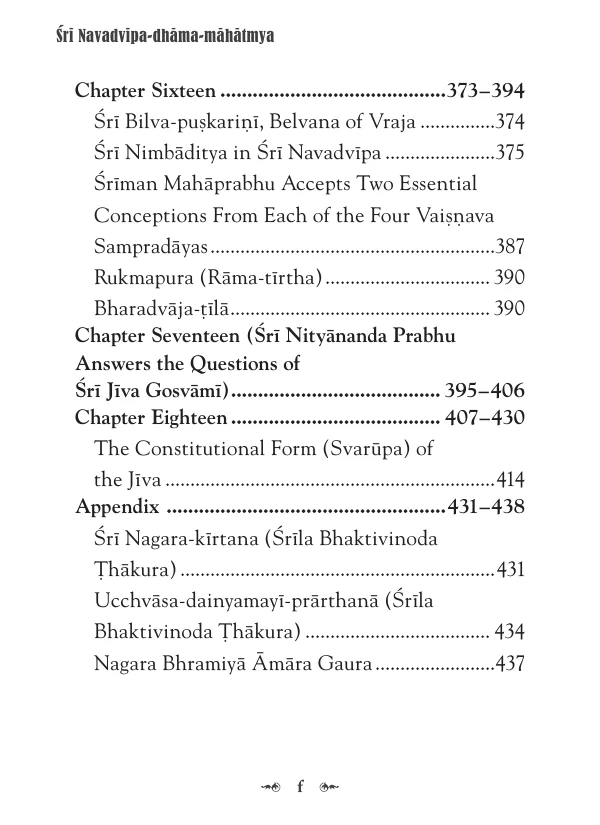 Śrī Navadvīpa-dhāma-māhātmya
Chapter Sixteen ..........................................373–394
Śrī Bilva-puṣkariṇī, Belvana of Vraja ...............374
Śrī Nimbāditya in Śrī Navadvīpa ......................375
Śrīman Mahāprabhu Accepts Two Essential
Conceptions From Each of the Four Vaiṣṇava
Sampradāyas.........................................................387
Rukmapura (Rāma-tīrtha)................................. 390
Bharadvāja-ṭīlā.................................................... 390
Chapter Seventeen (Śrī Nityānanda Prabhu
Answers the Questions of
Śrī Jīva Gosvāmī)....................................... 395–406
Chapter Eighteen ....................................... 407–430
The Constitutional Form (Svarūpa) of
the Jīva ..................................................................414
Appendix ....................................................431–438
Śrī Nagara-kīrtana (Śrīla Bhaktivinoda
Ṭhākura) ...............................................................431
Ucchvāsa-dainyamayī-prārthanā (Śrīla
Bhaktivinoda Ṭhākura) ..................................... 434
Nagara Bhramiyā Āmāra Gaura........................437
f